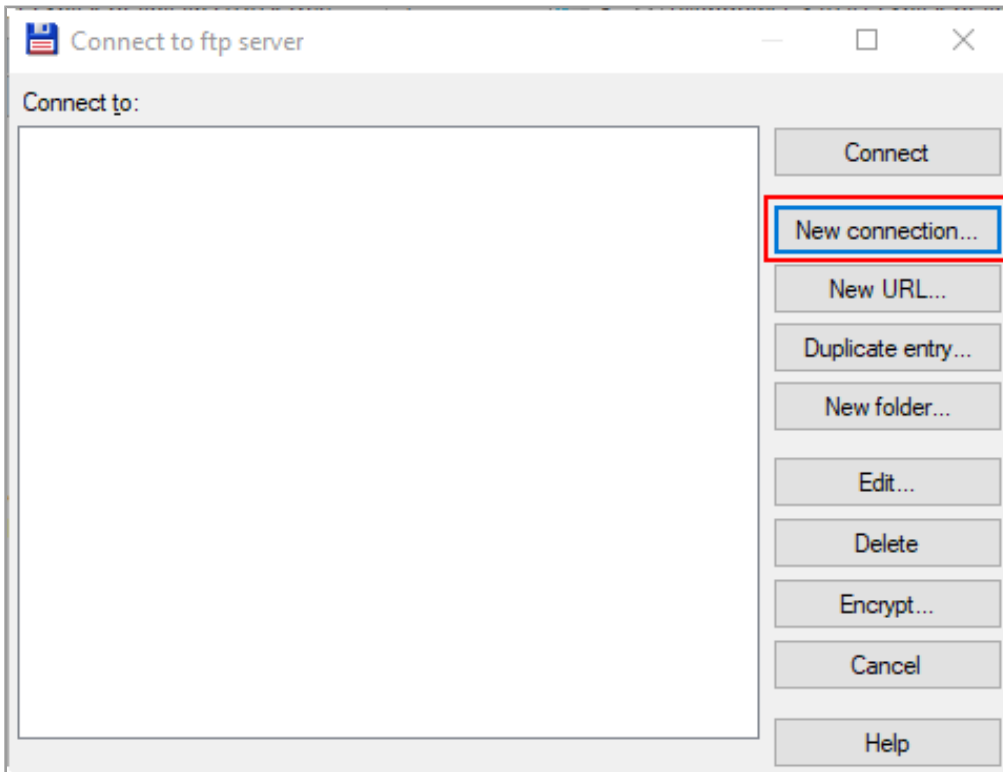 Connect to ftp server
Connect to:
Connect
New connection...
New URL...
Duplicate entry...
New folder...
Edit...
Delete
Encrypt...
Cancel
Help